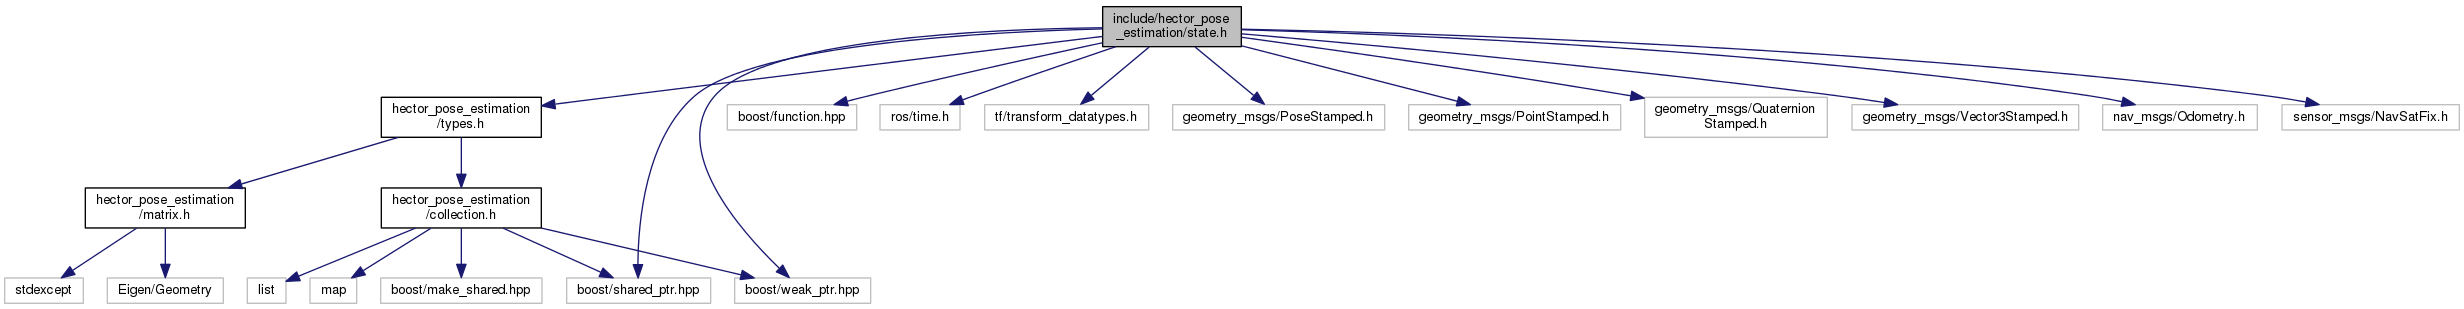 include/hector_pose
_estimation/state.h
hector_pose_estimation
/types.h
boost/function.hpp
ros/time.h
tf/transform_datatypes.h
geometry_msgs/PoseStamped.h
geometry_msgs/PointStamped.h
geometry_msgs/Quaternion
Stamped.h
geometry_msgs/Vector3Stamped.h
nav_msgs/Odometry.h
sensor_msgs/NavSatFix.h
hector_pose_estimation
/matrix.h
hector_pose_estimation
/collection.h
stdexcept
Eigen/Geometry
list
map
boost/make_shared.hpp
boost/shared_ptr.hpp
boost/weak_ptr.hpp